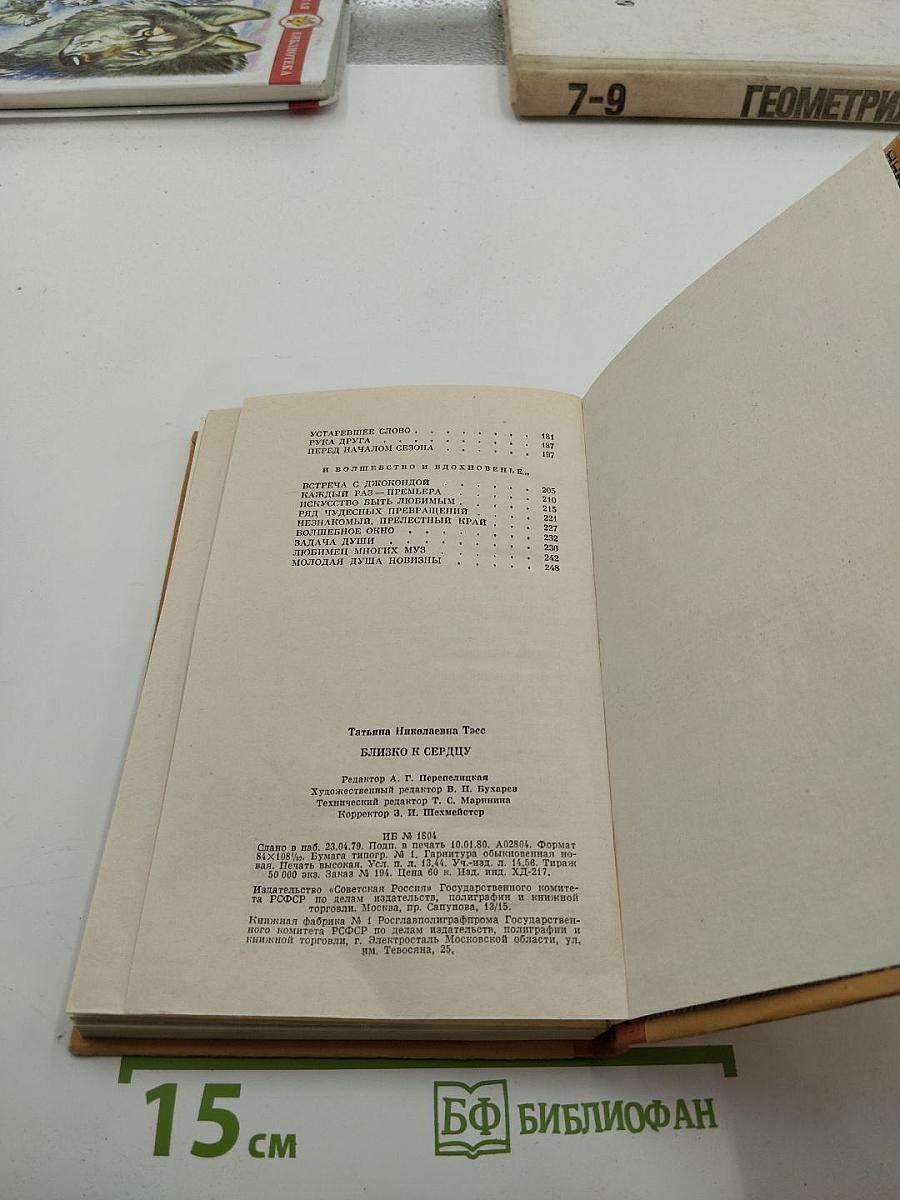 БИБЛИОТЕКА
7-9 ГЕОМЕТРИЯ
УСТАРЕВШЕЕ СЛОВО . . . . . . . . 181
РУКА ДРУГА . . . . . . . . . . 187
ПЕРЕД НАЧАЛОМ СЕЗОНА . . . . . . . 197
И ВОЛШЕБСТВО И ВДОХНОВЕНЬЕ...
ВСТРЕЧА С ДЖОКОНДОЙ . . . . . . . 205
КАЖДЫЙ РАЗ — ПРЕМЬЕРА . . . . . . 210
ИСКУССТВО БЫТЬ ЛЮБИМЫМ . . . . . . 215
РЯД ЧУДЕСНЫХ ПРЕВРАЩЕНИЙ . . . . . 221
НЕЗНАКОМЫЙ, ПРЕЛЕСТНЫЙ КРАЙ . . . . 227
ВОЛШЕБНОЕ ОКНО . . . . . . . . 232
ЗАДАЧА ДУШИ . . . . . . . . . 236
ЛЮБИМЕЦ МНОГИХ МУЗ . . . . . . . 242
МОЛОДАЯ ДУША НОВИЗНЫ . . . . . . 248
Татьяна Николаевна Тэсс
БЛИЗКО К СЕРДЦУ
Редактор А. Г. Перепелицкая
Художественный редактор В. П. Бухарев
Технический редактор Т. С. Маринина
Корректор З. И. Шехмейстер
ИБ № 1804
Сдано в наб. 23.04.79. Подп. в печать 10.01.80. А02804. Формат
84×108¹/₃₂. Бумага типогр. № 1. Гарнитура обыкновенная но-
вая. Печать высокая. Усл. п. л. 13,44. Уч.-изд. л. 14,56. Тираж
50 000 экз. Заказ № 194. Цена 60 к. Изд. инд. ХД-217.
Издательство «Советская Россия» Государственного комите-
та РСФСР по делам издательств, полиграфии и книжной
торговли. Москва, пр. Сапунова, 13/15.
Книжная фабрика № 1 Росглавполиграфпрома Государствен-
ного комитета РСФСР по делам издательств, полиграфии и
книжной торговли, г. Электросталь Московской области, ул.
им. Тевосяна, 25.
15 см БФ БИБЛИОФАН